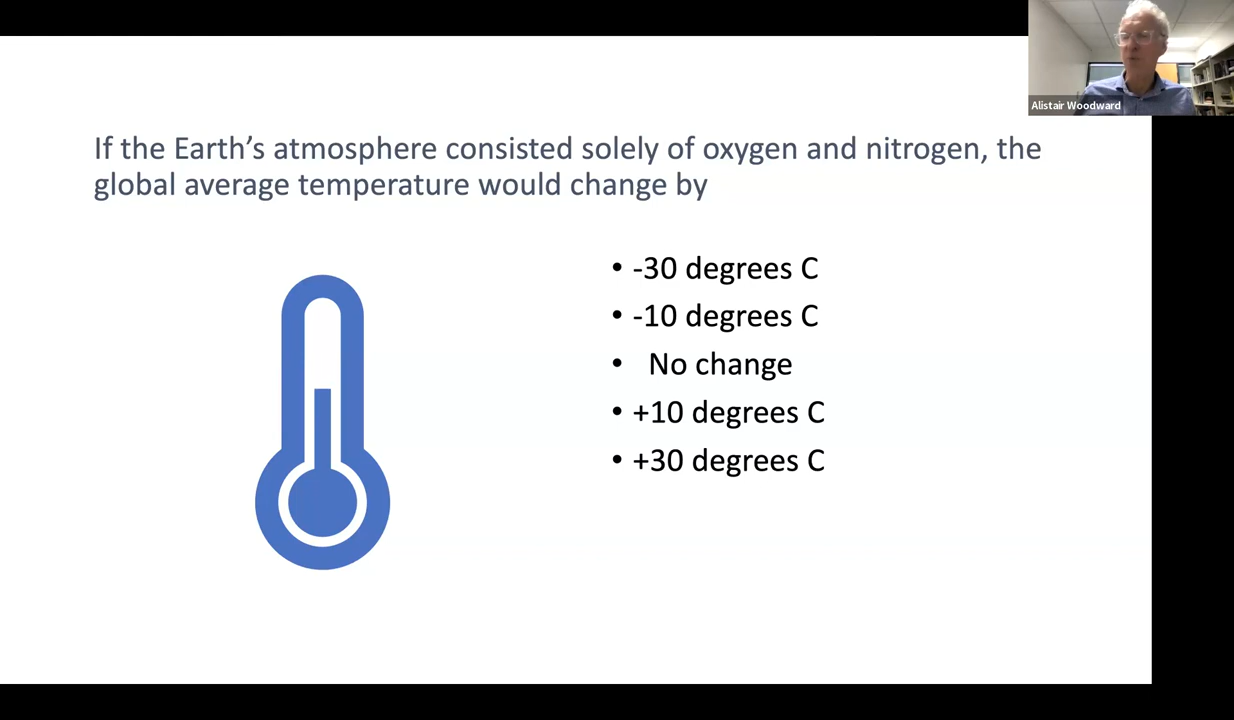 If the Earth’s atmosphere consisted solely of oxygen and nitrogen, the
global average temperature would change by
• -30 degrees C
• -10 degrees C
• No change
• +10 degrees C
• +30 degrees C
Alistair Woodward